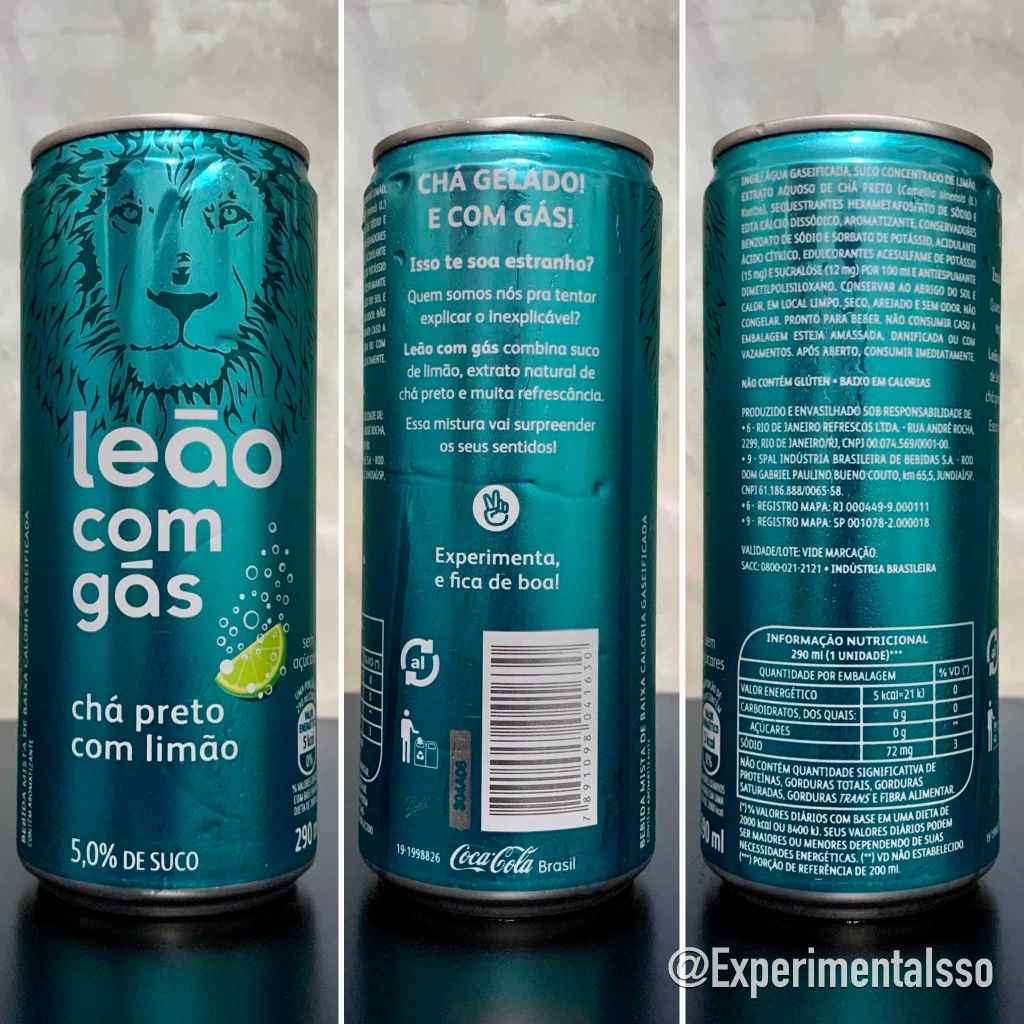 leão
com
gás
chá preto
com limão
5,0% DE SUCO
BEBIDA MISTA DE BAIXA CALORIA GASEIFICADA
CONTÉM AROMATIZANTE
sem
290 m
CHÁ GELADO!
E COM GÁS!
Isso te soa estranho?
Quem somos nós pra tentar
explicar o inexplicável?
Leão com gás combina suco
de limão, extrato natural de
chá preto e muita refrescância.
Essa mistura vai surpreender
os seus sentidos!
Experimenta,
e fica de boa!
al
7891098041630
19-1998826 Coca-Cola Brasil
BEBIDA MISTA DE BAIXA CALORIA GASEIFICADA
INGR.: ÁGUA GASEIFICADA, SUCO CONCENTRADO DE LIMÃO,
EXTRATO AQUOSO DE CHÁ PRETO (Camellia sinensis (L.)
Kuntze), SEQUESTRANTES HEXAMETAFOSFATO DE SÓDIO E
EDTA CÁLCIO DISSÓDICO, AROMATIZANTE, CONSERVADORES
BENZOATO DE SÓDIO E SORBATO DE POTÁSSIO, ACIDULANTE
ÁCIDO CÍTRICO, EDULCORANTES ACESULFAME DE POTÁSSIO
(15 mg) E SUCRALOSE (12 mg) POR 100 ml E ANTIESPUMANTE
DIMETILPOLISILOXANO. CONSERVAR AO ABRIGO DO SOL E
CALOR, EM LOCAL LIMPO, SECO, AREJADO E SEM ODOR. NÃO
CONGELAR. PRONTO PARA BEBER. NÃO CONSUMIR CASO A
EMBALAGEM ESTEJA AMASSADA, DANIFICADA OU COM
VAZAMENTOS. APÓS ABERTO, CONSUMIR IMEDIATAMENTE.
NÃO CONTÉM GLÚTEN • BAIXO EM CALORIAS
PRODUZIDO E ENVASILHADO SOB RESPONSABILIDADE DE:
• 6 - RIO DE JANEIRO REFRESCOS LTDA. - RUA ANDRÉ ROCHA,
2299, RIO DE JANEIRO/RJ, CNPJ 00.074.569/0001-00.
• 9 - SPAL INDÚSTRIA BRASILEIRA DE BEBIDAS S.A. - ROD.
DOM GABRIEL PAULINO BUENO COUTO, km 65,5, JUNDIAÍ/SP.
CNPJ 61.186.888/0065-58.
•6- REGISTRO MAPA: RJ 000449-9.000111
•9- REGISTRO MAPA: SP 001078-2.000018
VALIDADE/LOTE: VIDE MARCAÇÃO.
SACC: 0800-021-2121 • INDÚSTRIA BRASILEIRA
INFORMAÇÃO NUTRICIONAL
290 ml (1 UNIDADE)***
QUANTIDADE POR EMBALAGEM % VD (*)
VALOR ENERGÉTICO 5 kcal=21 kJ 0
CARBOIDRATOS, DOS QUAIS: 0 g 0
AÇÚCARES 0 g **
SÓDIO 72 mg 3
NÃO CONTÉM QUANTIDADE SIGNIFICATIVA DE
PROTEÍNAS, GORDURAS TOTAIS, GORDURAS
SATURADAS, GORDURAS TRANS E FIBRA ALIMENTAR.
(*) % VALORES DIÁRIOS COM BASE EM UMA DIETA DE
2000 kcal OU 8400 kJ. SEUS VALORES DIÁRIOS PODEM
SER MAIORES OU MENORES DEPENDENDO DE SUAS
NECESSIDADES ENERGÉTICAS. (**) VD NÃO ESTABELECIDO.
(***) PORÇÃO DE REFERÊNCIA DE 200 ml.
@ExperimentaIsso